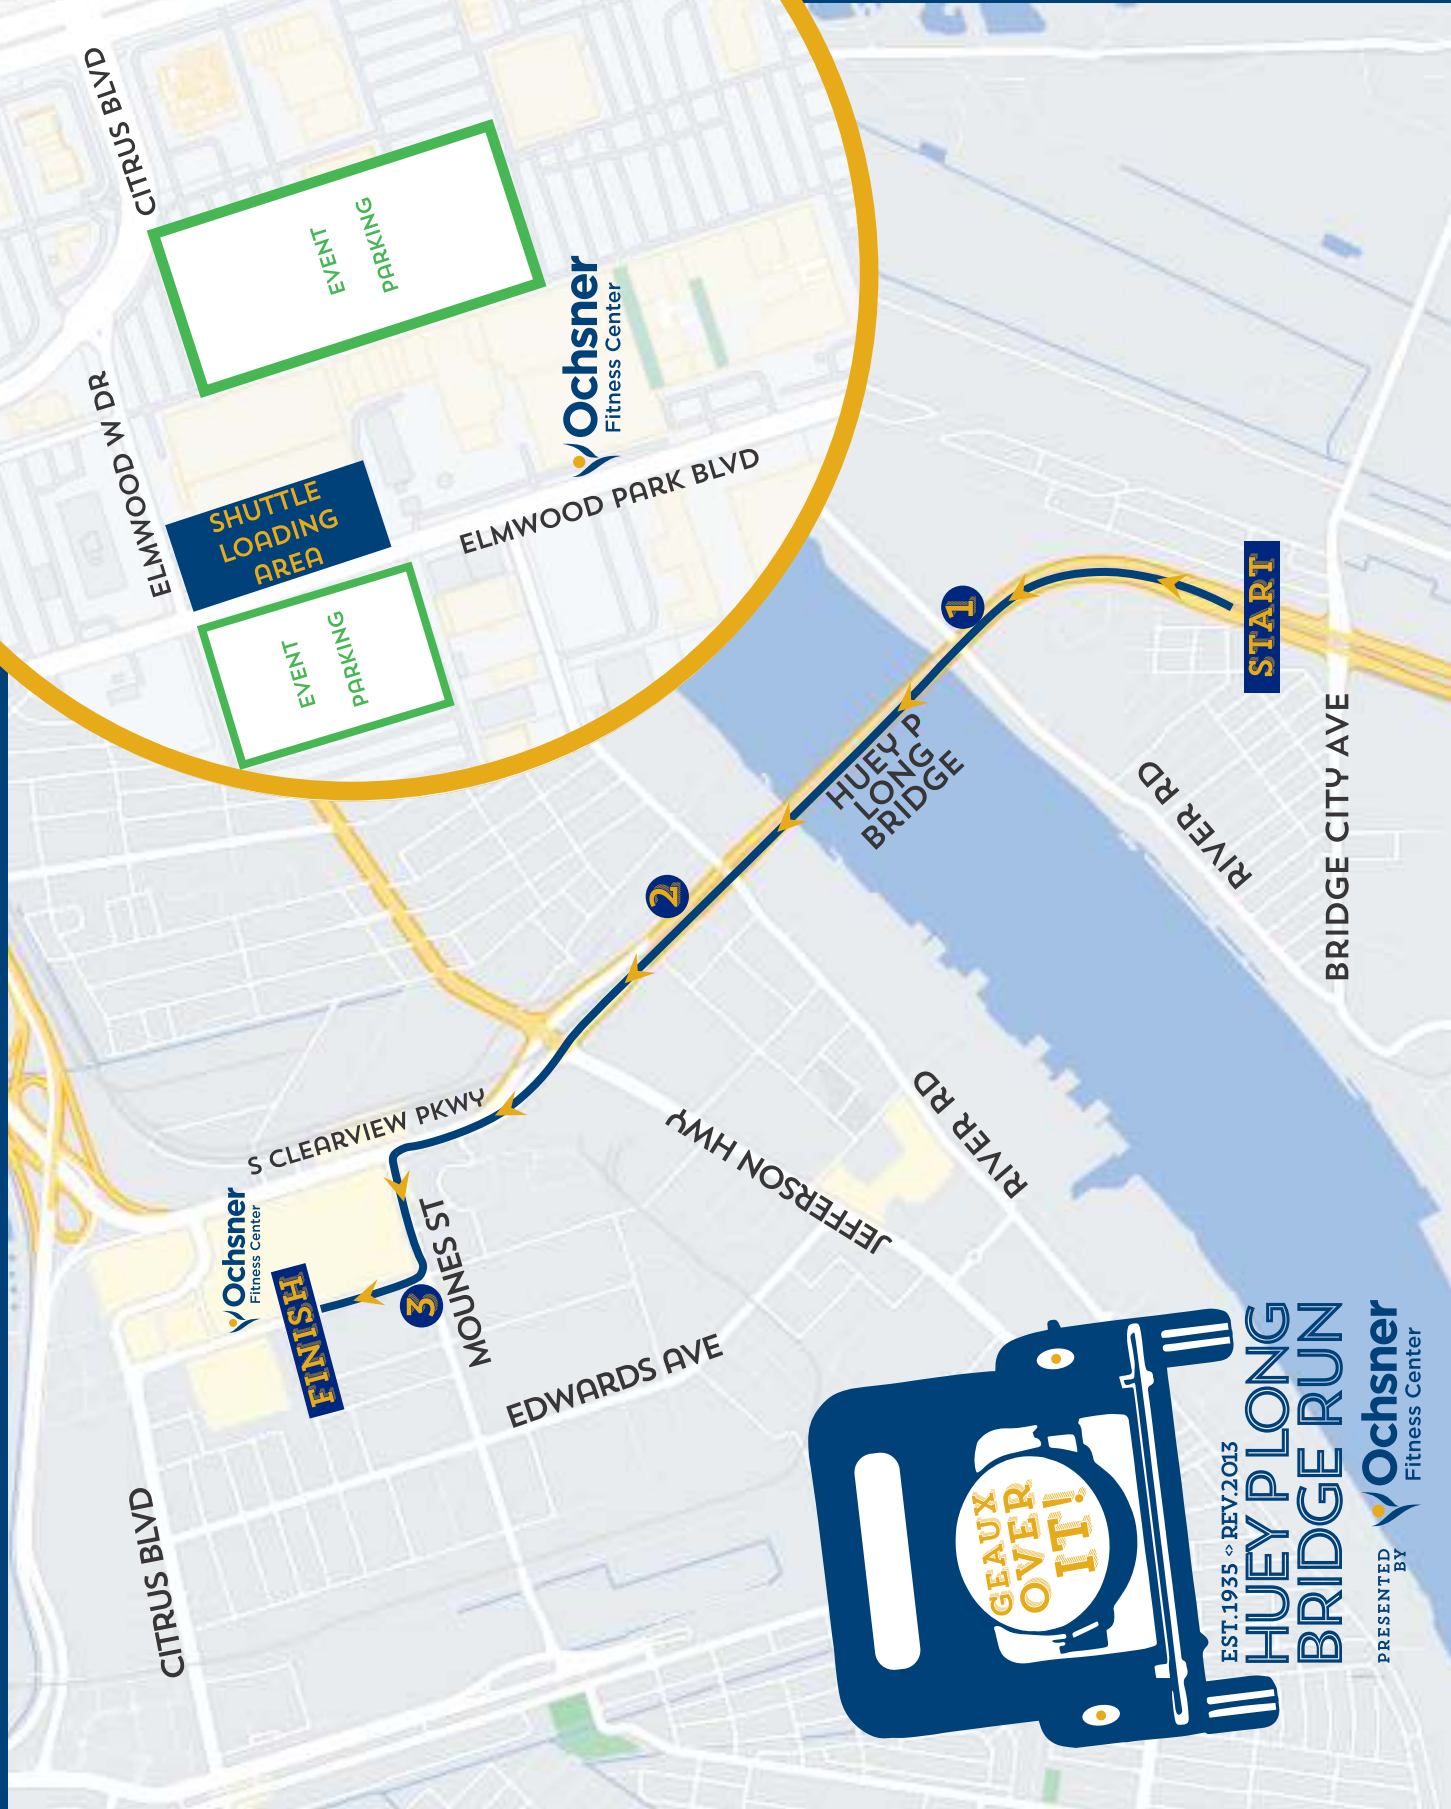 CITRUS BLVD
EVENT
PARKING
ELMWOOD W DR
SHUTTLE
LOADING
AREA
EVENT
PARKING
Ochsner
Fitness Center
ELMWOOD PARK BLVD
START
1
HUEY P
LONG
BRIDGE
RIVER RD
BRIDGE CITY AVE
2
S CLEARVIEW PKWY
JEFFERSON HWY
RIVER RD
MOUNES ST
3
Ochsner
Fitness Center
FINISH
EDWARDS AVE
CITRUS BLVD
GEAUX
OVER
IT!
EST.1935 <> REV.2013
HUEY P LONG
BRIDGE RUN
PRESENTED
BY
Ochsner
Fitness Center